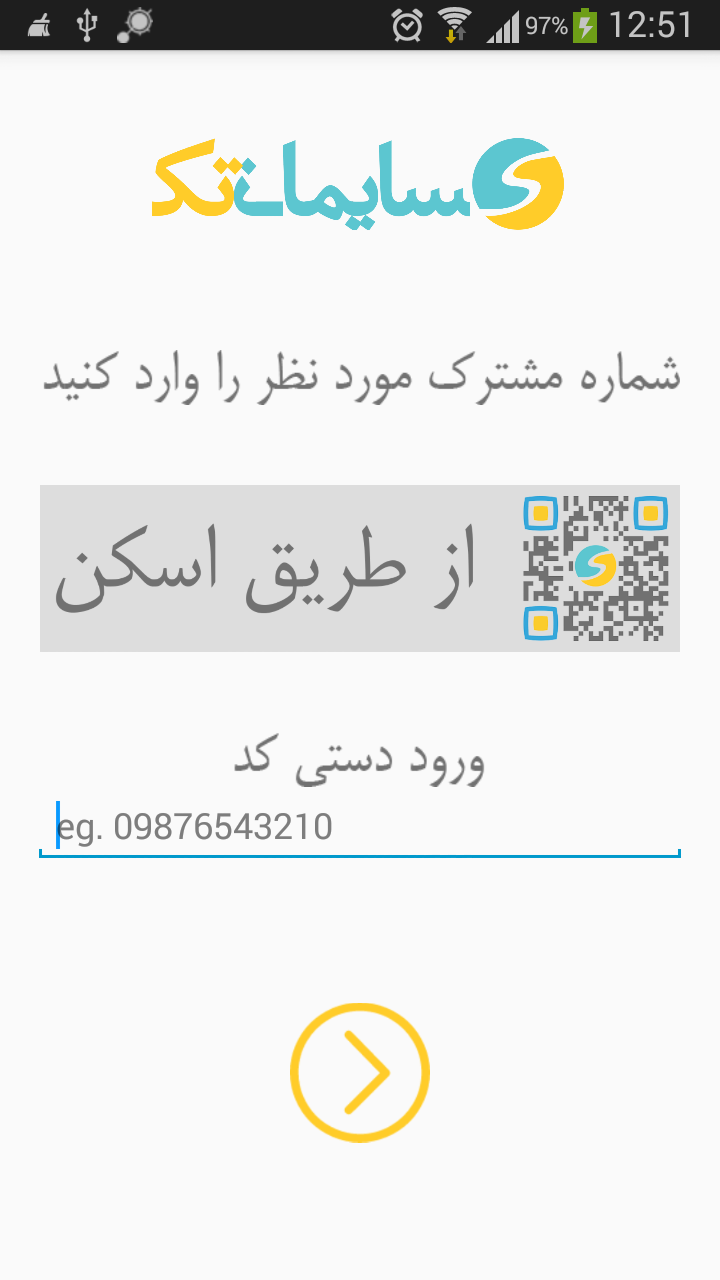 97% 12:51
سایمان تک
شماره مشترک مورد نظر را وارد کنید
از طریق اسکن
ورود دستی کد
eg. 09876543210